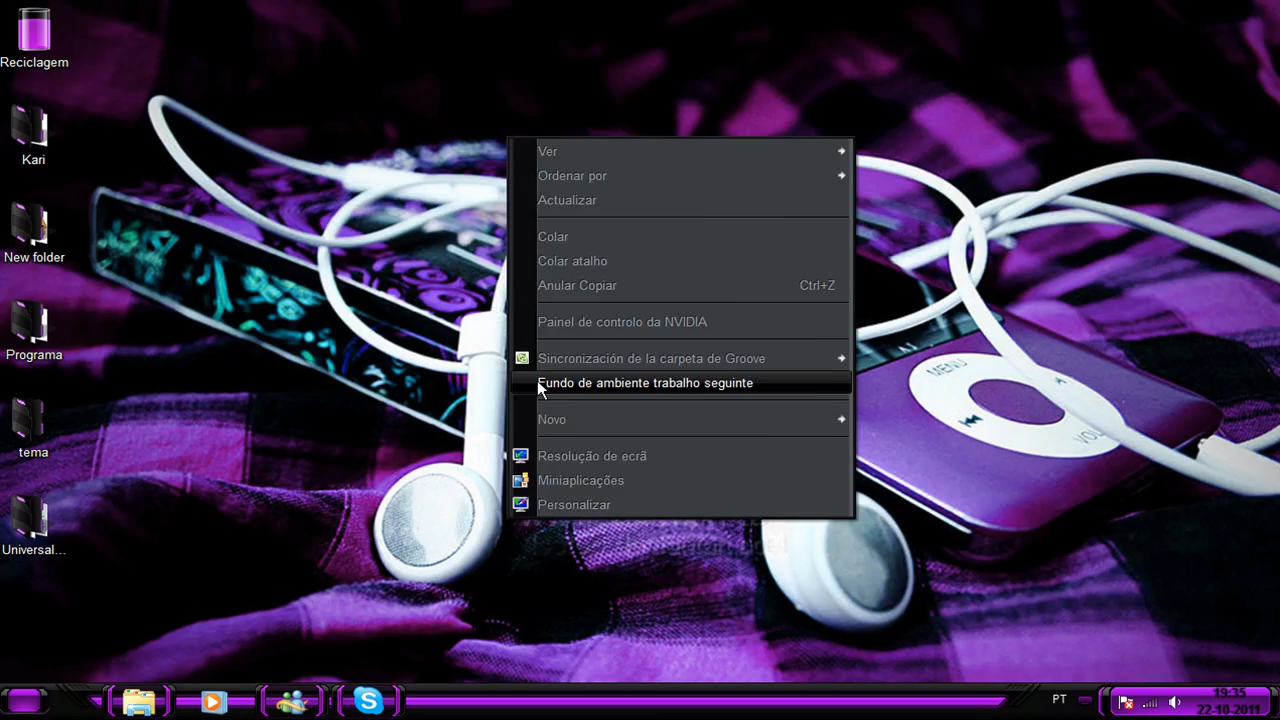 Reciclagem
Kari
New folder
Programa
tema
Universal...
Ver
Ordenar por
Actualizar
Colar
Colar atalho
Anular Copiar Ctrl+Z
Painel de controlo da NVIDIA
Sincronización de la carpeta de Groove
Fundo de ambiente trabalho seguinte
Novo
Resolução de ecrã
Miniaplicações
Personalizar
MENU
PT
19:35
22-10-2011